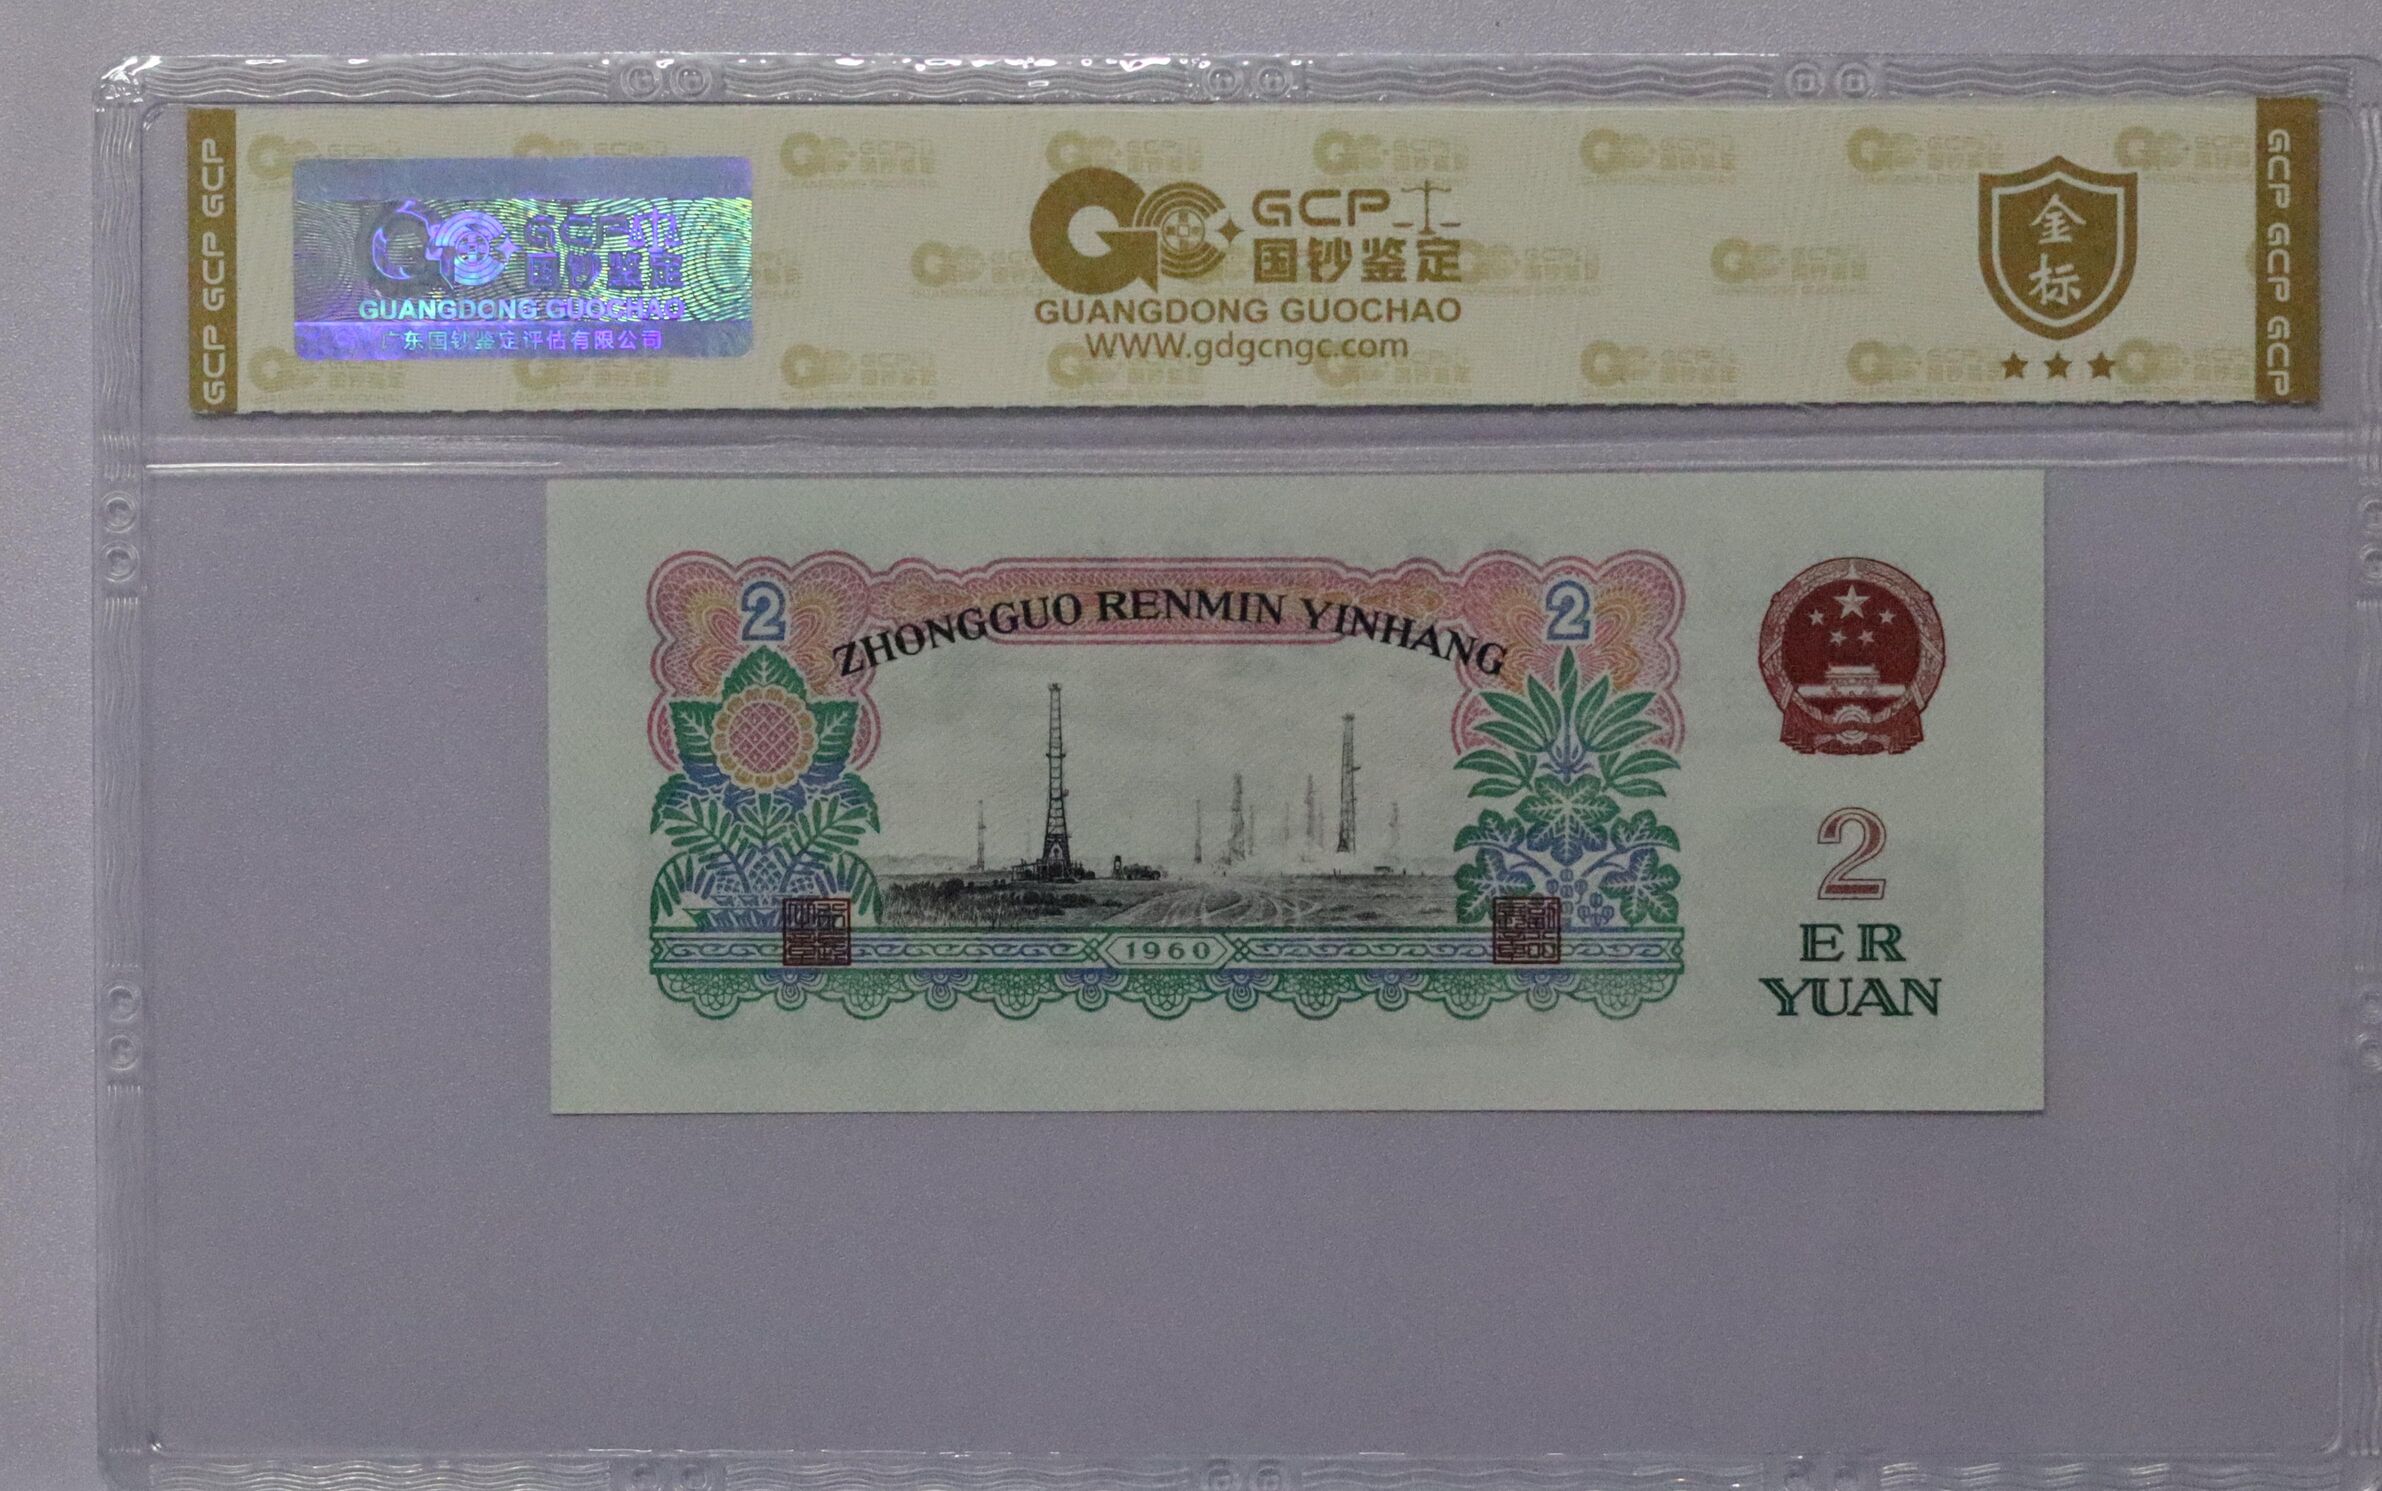 GCP GCP GCP
GCP国钞鉴定
GUANGDONG GUOCHAO
广东国钞鉴定评估有限公司
GCP
国钞鉴定
GUANGDONG GUOCHAO
WWW.gdgcngc.com
金
标
GCP GCP GCP
ZHONGGUO RENMIN YINHANG
2
2
1960
2
ER
YUAN